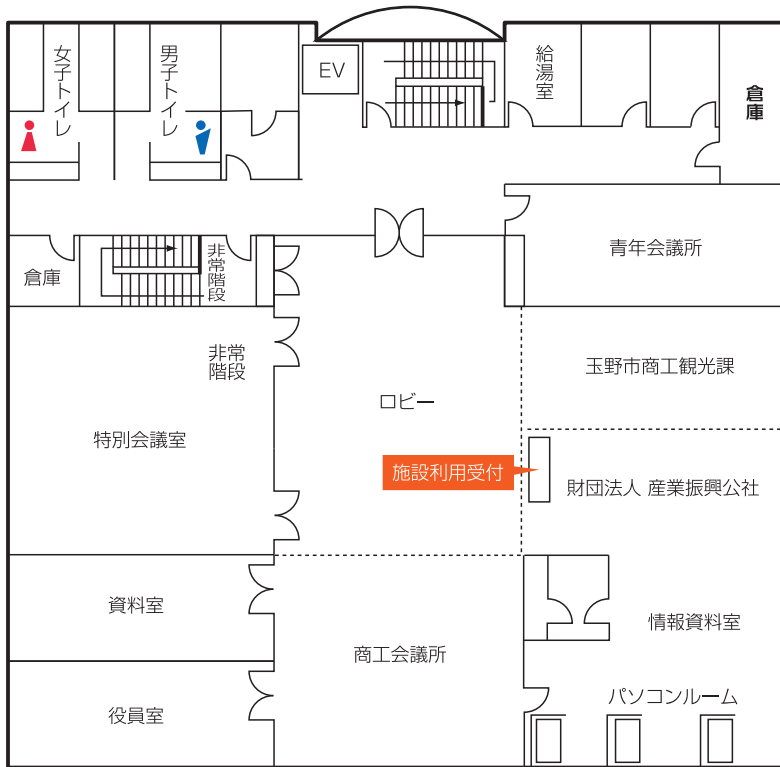 女子トイレ
男子トイレ
EV
給湯室
倉庫
青年会議所
倉庫
非常階段
非常
階段
玉野市商工観光課
ロビー
特別会議室
施設利用受付
財団法人 産業振興公社
資料室
情報資料室
商工会議所
役員室
パソコンルーム